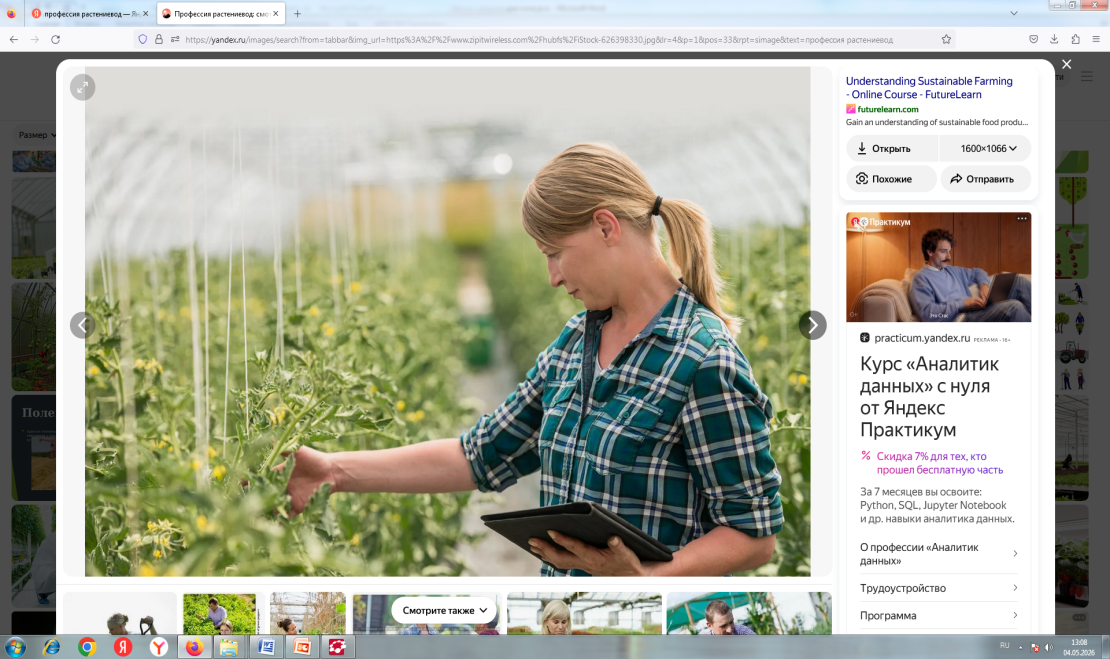 профессия растениевод — Ян
Профессия растениевод: смо
https://yandex.ru/images/search?from=tabbar&img_url=https%3A%2F%2Fwww.zipitwireless.com%2Fhubfs%2FiStock-626398330.jpg&lr=4&p=1&pos=33&rpt=simage&text=профессия растениевод
Размер
Поле
Understanding Sustainable Farming
- Online Course - FutureLearn
futurelearn.com
Gain an understanding of sustainable food produ...
Открыть
1600×1066
Похожие
Отправить
Практикум
Это Стас
practicum.yandex.ru РЕКЛАМА • 16+
Курс «Аналитик
данных» с нуля
от Яндекс
Практикум
% Скидка 7% для тех, кто
прошел бесплатную часть
За 7 месяцев вы освоите:
Python, SQL, Jupyter Notebook
и др. навыки аналитика данных.
О профессии «Аналитик
данных»
Трудоустройство
Программа
Смотрите также
RU
13:08
04.05.2026